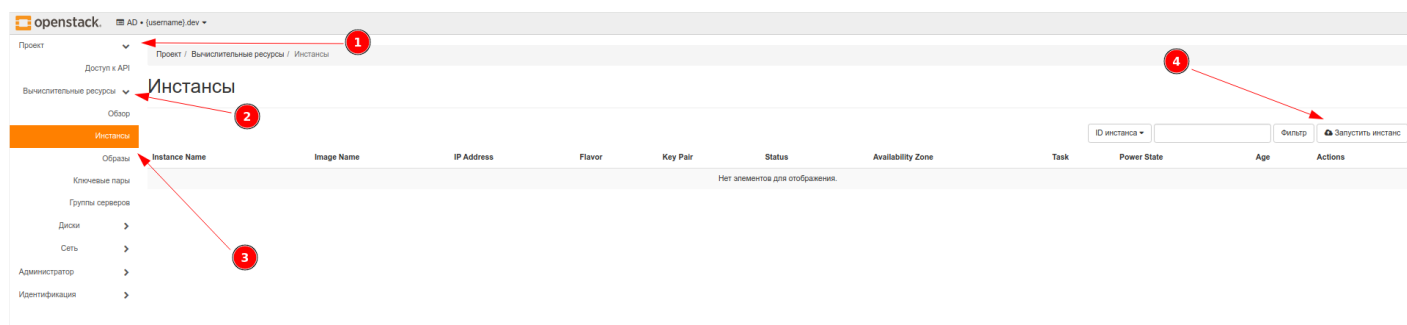 openstack. AD • {username}.dev
Проект
1
Проект / Вычислительные ресурсы / Инстансы
4
Доступ к API
Вычислительные ресурсы
Инстансы
2
Обзор
Инстансы
ID инстанса
Фильтр
Запустить инстанс
Образы
Instance Name Image Name IP Address Flavor Key Pair Status Availability Zone Task Power State Age Actions
Ключевые пары
Нет элементов для отображения.
Группы серверов
Диски
Сеть
3
Администратор
Идентификация